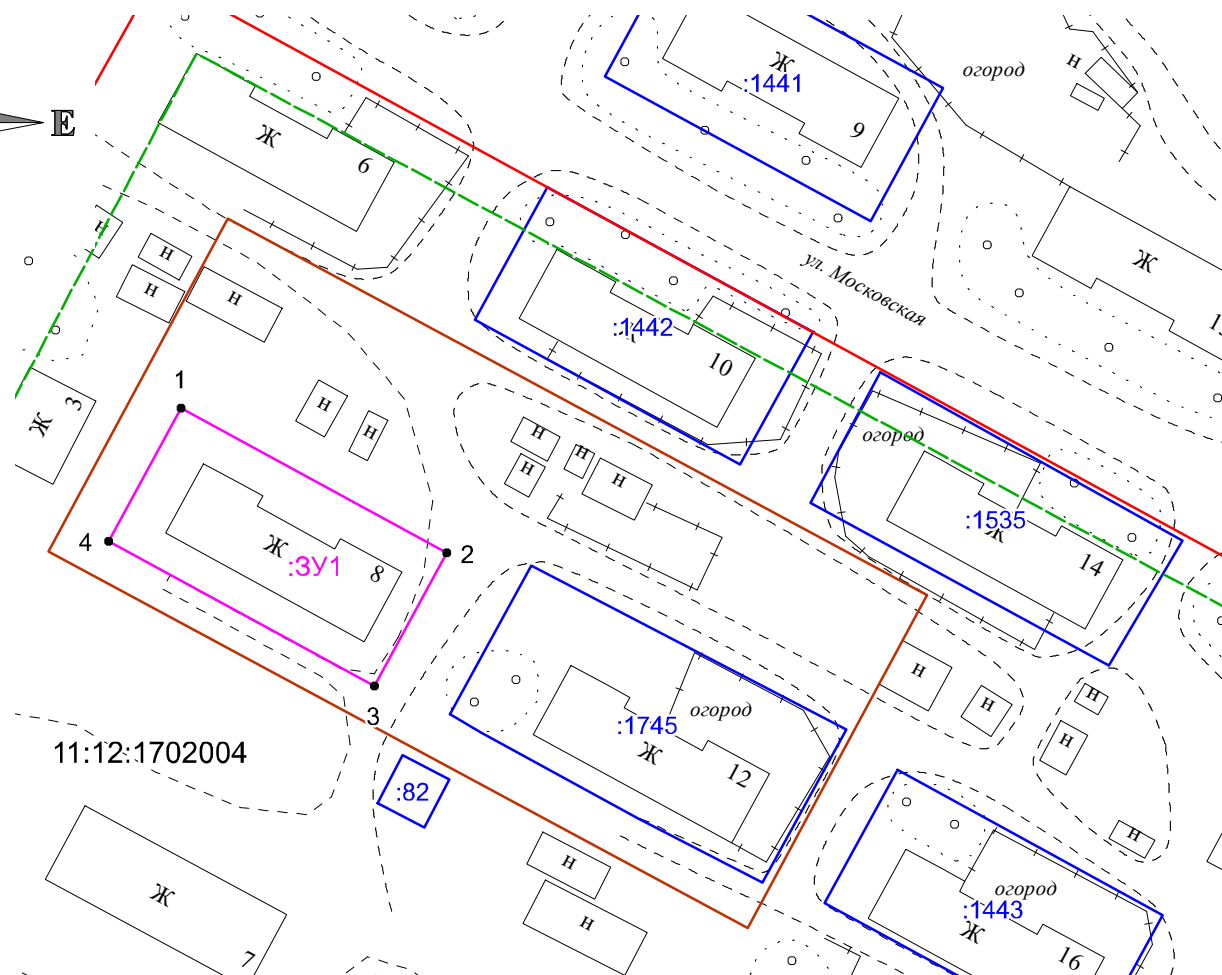 огород
н
Ж
:1441
9
E
Ж
6
н
н
н
н
Ж
ул. Московская
:1442
10
1
3
Ж
н
н
огород
н
н
н
н
:1535
Ж
14
4
2
Ж
:ЗУ1
8
3
н
н
н
огород
:1745
Ж
12
н
11:12:1702004
:82
н
н
н
огород
:1443
Ж
16
Ж
7